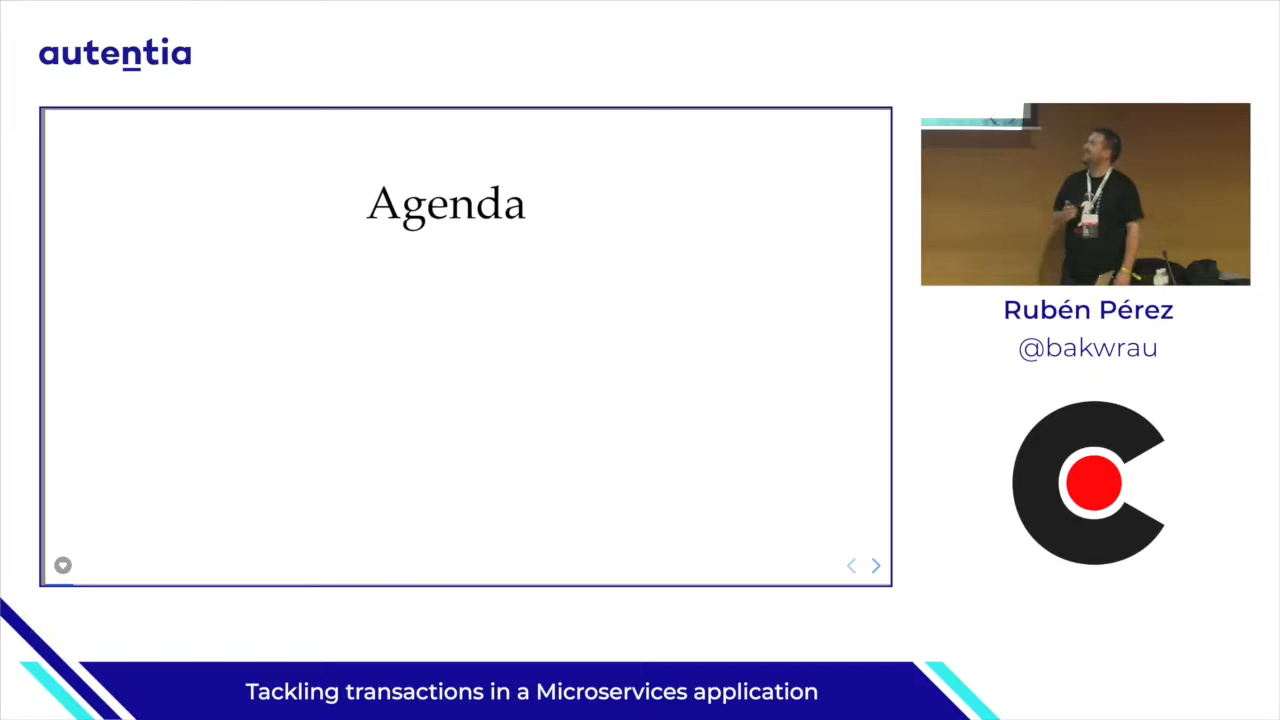 autentia
Agenda
Rubén Pérez
@bakwrau
Tackling transactions in a Microservices application